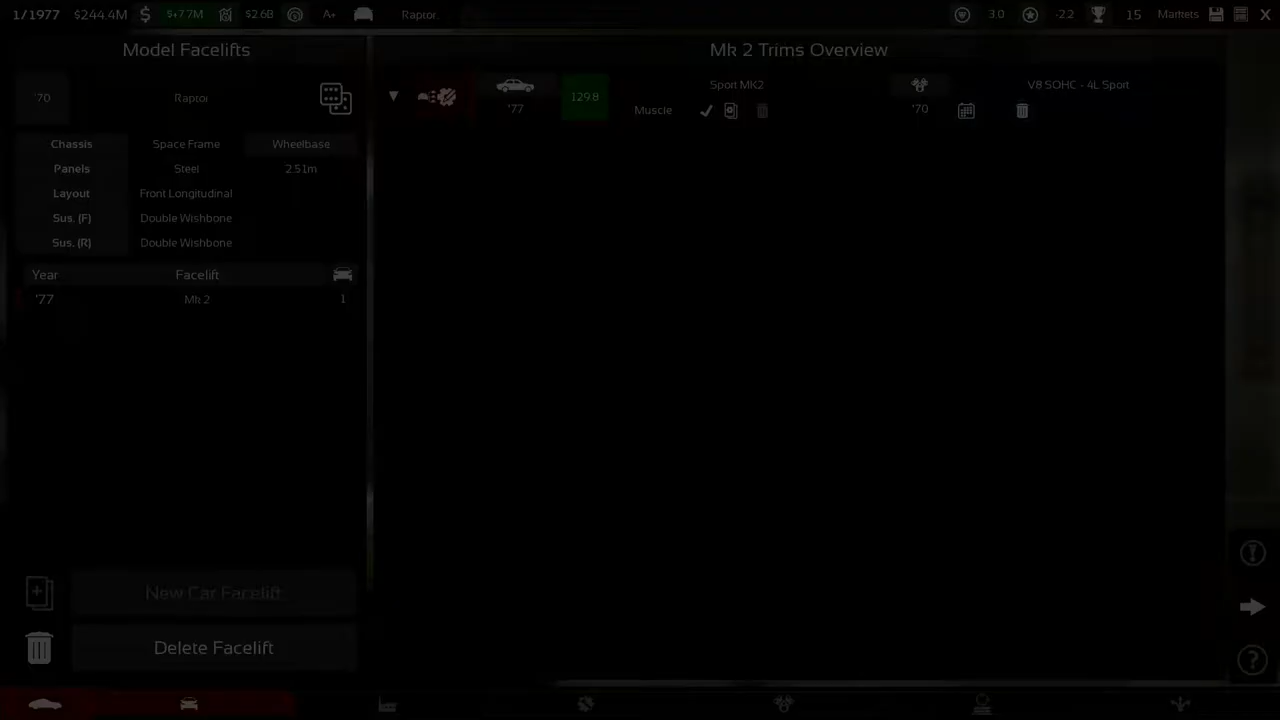 1/1977 $244.4M $+77M $2.6B A+ Raptor 3.0 -2.2 15 Markets X
Model Facelifts
'70 Raptor
Chassis Space Frame Wheelbase
Panels Steel 2.51m
Layout Front Longitudinal
Sus. (F) Double Wishbone
Sus. (R) Double Wishbone
Year Facelift
'77 Mk 2 1
New Car Facelift
Delete Facelift
Mk 2 Trims Overview
Sport MK2 V8 SOHC - 4L Sport
129.8
'77 Muscle '70